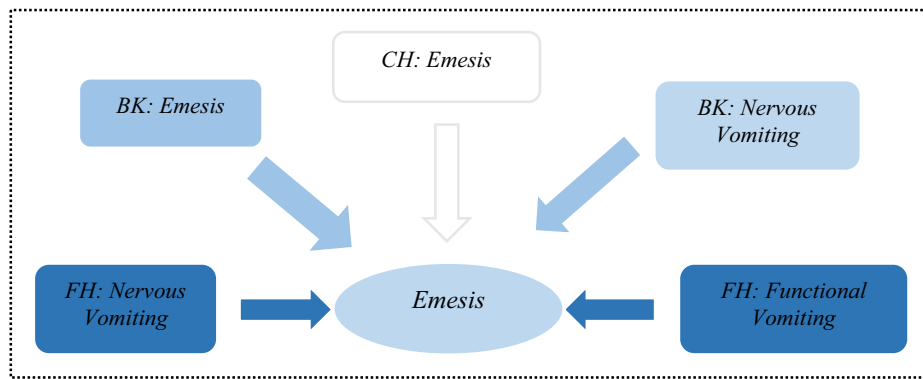 CH: Emesis
BK: Emesis
BK: Nervous
Vomiting
FH: Nervous
Vomiting
Emesis
FH: Functional
Vomiting